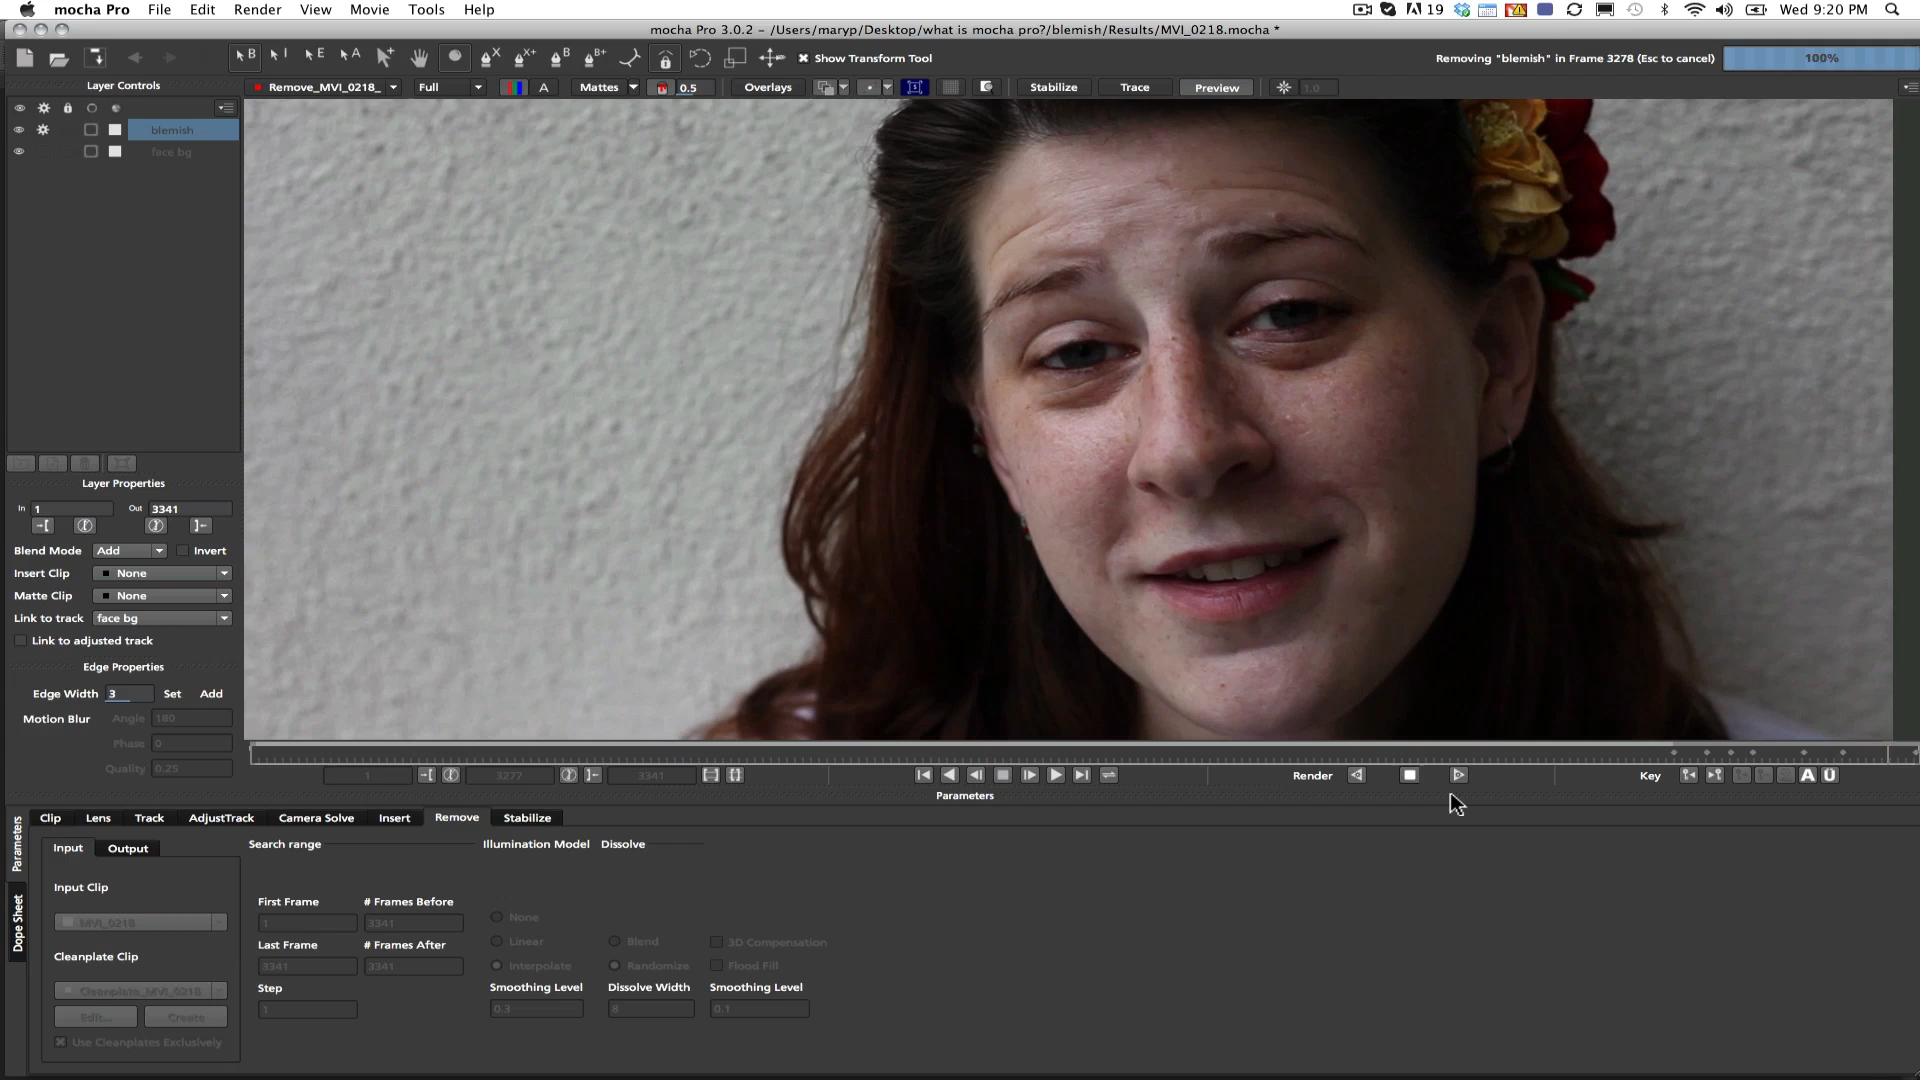 mocha Pro File Edit Render View Movie Tools Help 19 Wed 9:20 PM
mocha Pro 3.0.2 - /Users/maryp/Desktop/what is mocha pro?/blemish/Results/MVI_0218.mocha *
B I E A X X+ B B+ Show Transform Tool Removing "blemish" in Frame 3278 (Esc to cancel) 100%
Layer Controls Remove_MVI_0218_ Full A Mattes 0.5 Overlays Stabilize Trace Preview 1.0
blemish
face bg
Layer Properties
In 1 Out 3341
Blend Mode Add Invert
Insert Clip None
Matte Clip None
Link to track face bg
Link to adjusted track
Edge Properties
Edge Width 3 Set Add
Motion Blur Angle 180
Phase 0
Quality 0.25
1 3277 3341 Render Key A Ü
Parameters
Parameters
Dope Sheet
Clip Lens Track AdjustTrack Camera Solve Insert Remove Stabilize
Input Output
Input Clip
MVI_0218
Cleanplate Clip
Cleanplate_MVI_0218
Edit... Create
Use Cleanplates Exclusively
Search range
First Frame # Frames Before
1 3341
Last Frame # Frames After
3341 3341
Step
1
Illumination Model
None
Linear
Interpolate
Smoothing Level
0.3
Dissolve
Blend
Randomize
Dissolve Width
8
3D Compensation
Flood Fill
Smoothing Level
0.1